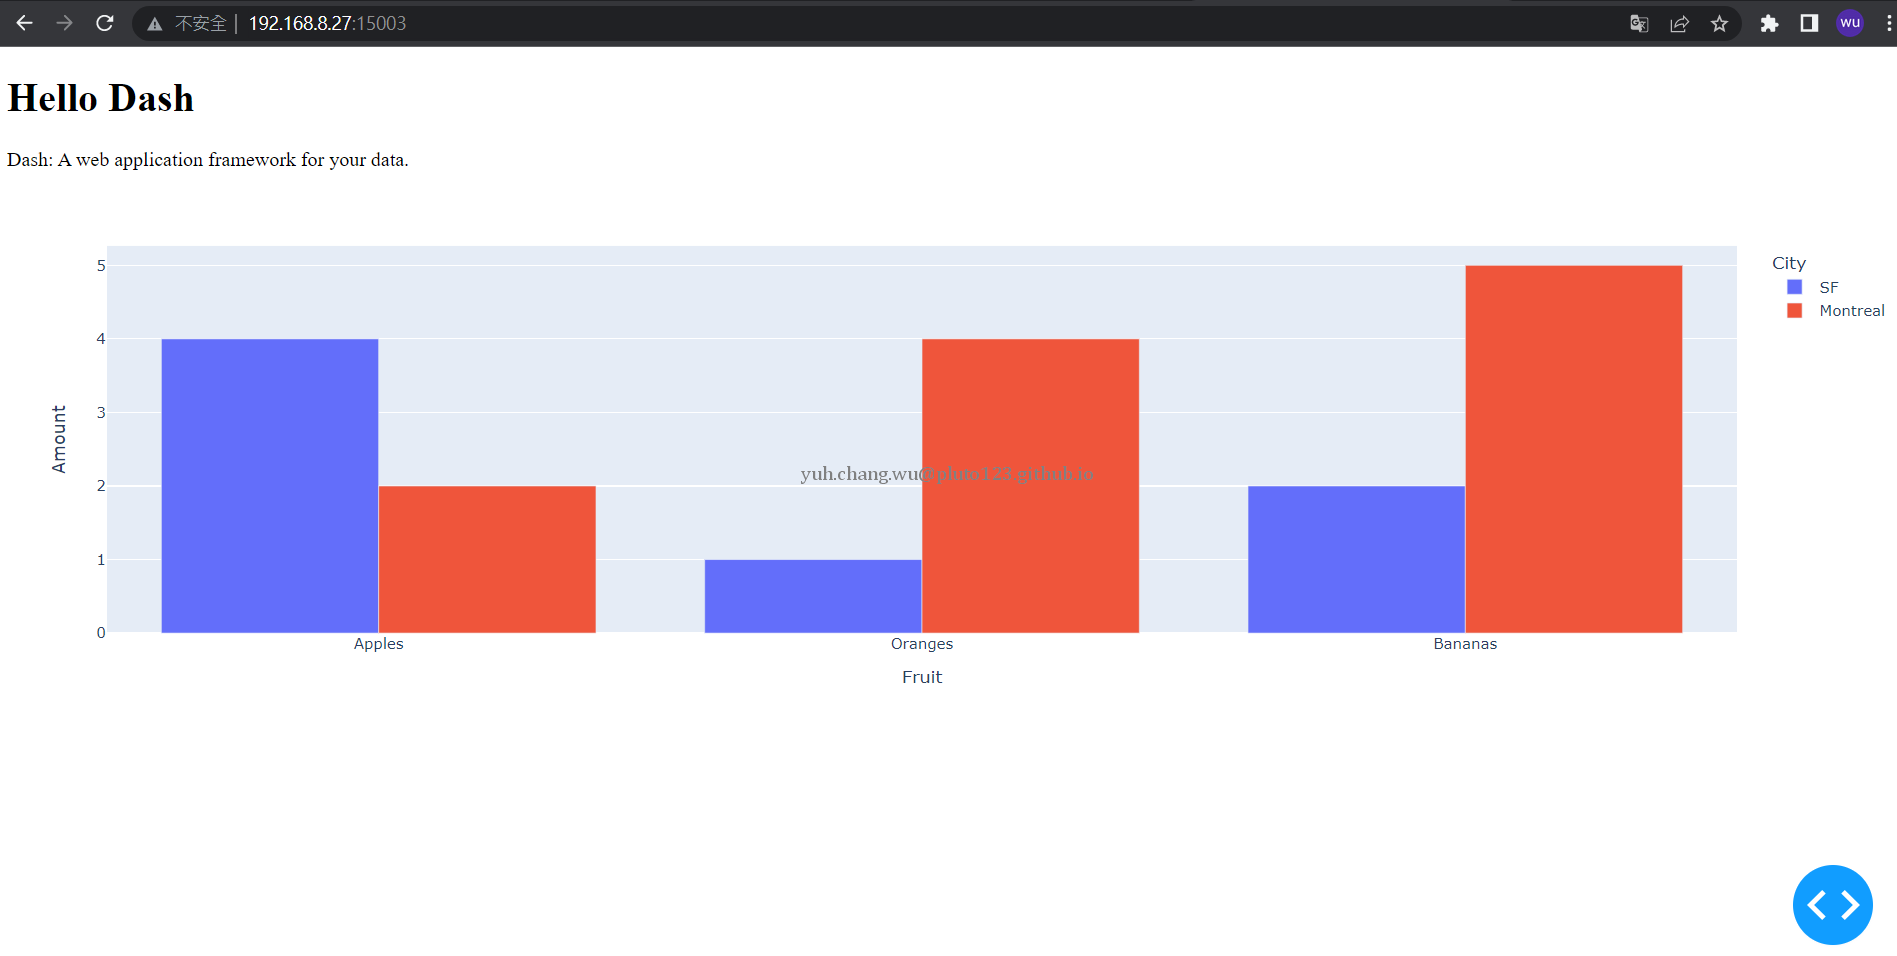 不安全 192.168.8.27:15003
wu
Hello Dash
Dash: A web application framework for your data.
5
4
3
2
1
0
Amount
Apples
Oranges
Bananas
Fruit
City
SF
Montreal
yuh.chang.wu@pluto123.github.io